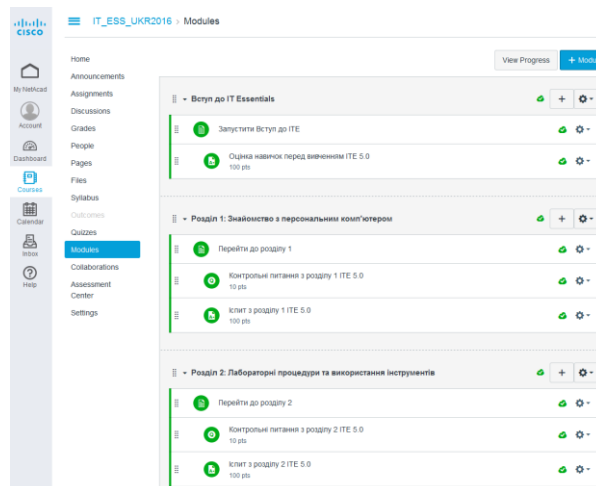 cisco
IT_ESS_UKR2016 > Modules
My NetAcad
Account
Dashboard
Courses
Calendar
Inbox
Help
Home
Announcements
Assignments
Discussions
Grades
People
Pages
Files
Syllabus
Outcomes
Quizzes
Modules
Collaborations
Assessment
Center
Settings
View Progress
+ Modu
Вступ до IT Essentials
Запустити Вступ до ITE
Оцінка навичок перед вивченням ITE 5.0
100 pts
Розділ 1: Знайомство з персональним комп'ютером
Перейти до розділу 1
Контрольні питання з розділу 1 ITE 5.0
10 pts
Іспит з розділу 1 ITE 5.0
100 pts
Розділ 2: Лабораторні процедури та використання інструментів
Перейти до розділу 2
Контрольні питання з розділу 2 ITE 5.0
10 pts
Іспит з розділу 2 ITE 5.0
100 pts